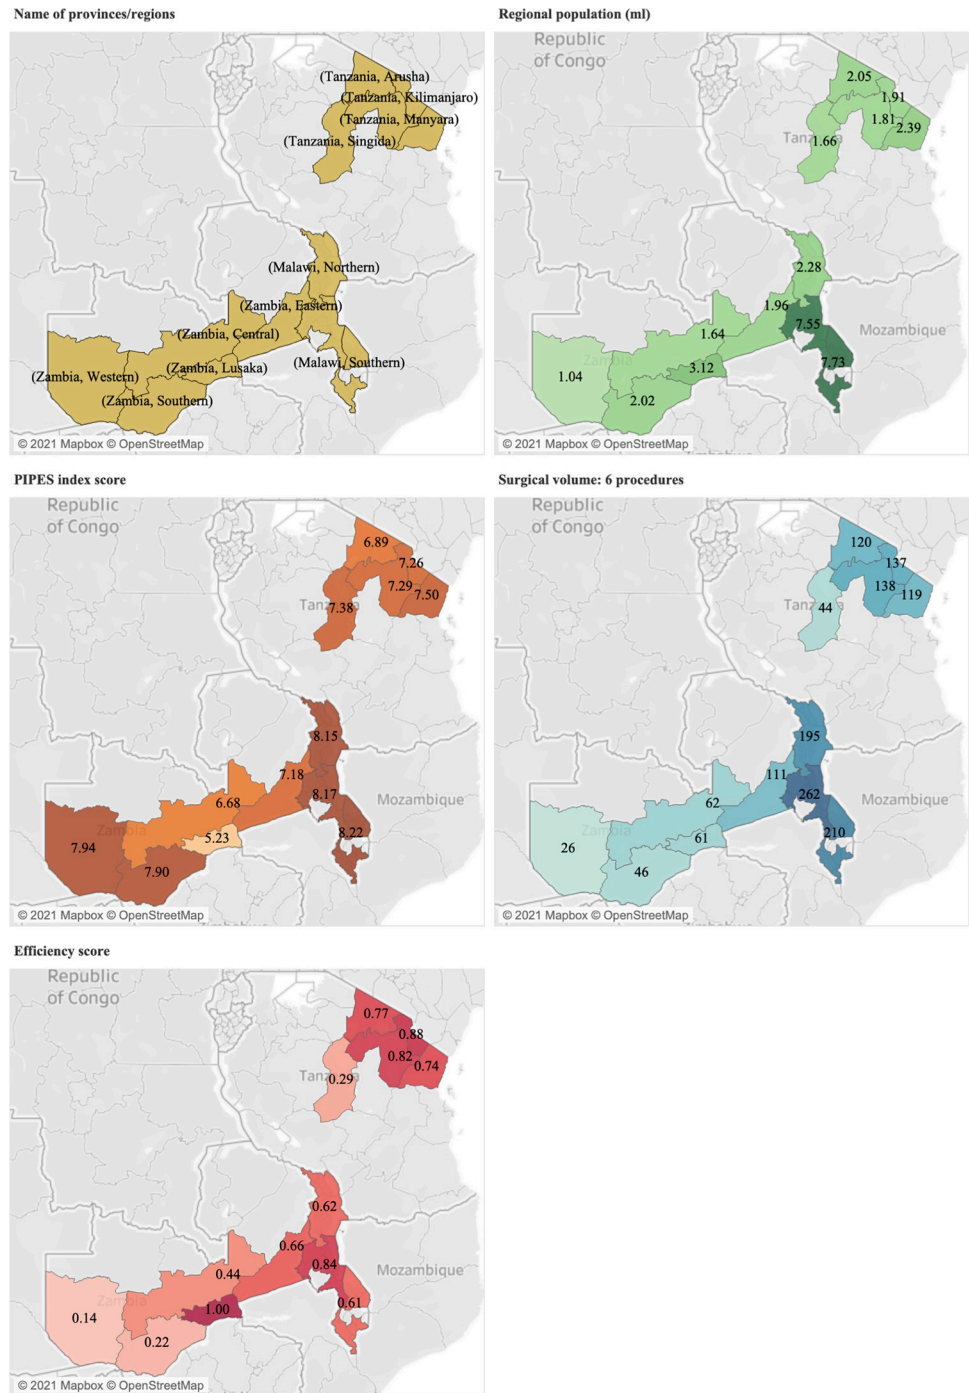 Name of provinces/regions
(Tanzania, Arusha)
(Tanzania, Kilimanjaro)
(Tanzania, Manyara)
(Tanzania, Singida)
(Malawi, Northern)
(Zambia, Eastern)
(Zambia, Central)
(Malawi, Southern)
(Zambia, Lusaka)
(Zambia, Western)
(Zambia, Southern)
© 2021 Mapbox © OpenStreetMap
Regional population (ml)
Republic
of Congo
2.05
1.91
1.81
2.39
Tanzania
1.66
2.28
1.96
7.55
Mozambique
1.64
7.73
Zambia
3.12
1.04
2.02
© 2021 Mapbox © OpenStreetMap
PIPES index score
Republic
of Congo
6.89
7.26
7.29
7.50
Tanzania
7.38
8.15
7.18
8.17
Mozambique
6.68
Zambia
8.22
5.23
7.94
7.90
© 2021 Mapbox © OpenStreetMap
Surgical volume: 6 procedures
Republic
of Congo
120
137
138
119
Tanzania
44
195
111
262
Mozambique
62
Zambia
210
61
26
46
© 2021 Mapbox © OpenStreetMap
Efficiency score
Republic
of Congo
0.77
0.88
0.82
0.74
Tanzania
0.29
0.62
0.66
0.84
Mozambique
0.44
Zambia
0.61
1.00
0.14
0.22
© 2021 Mapbox © OpenStreetMap